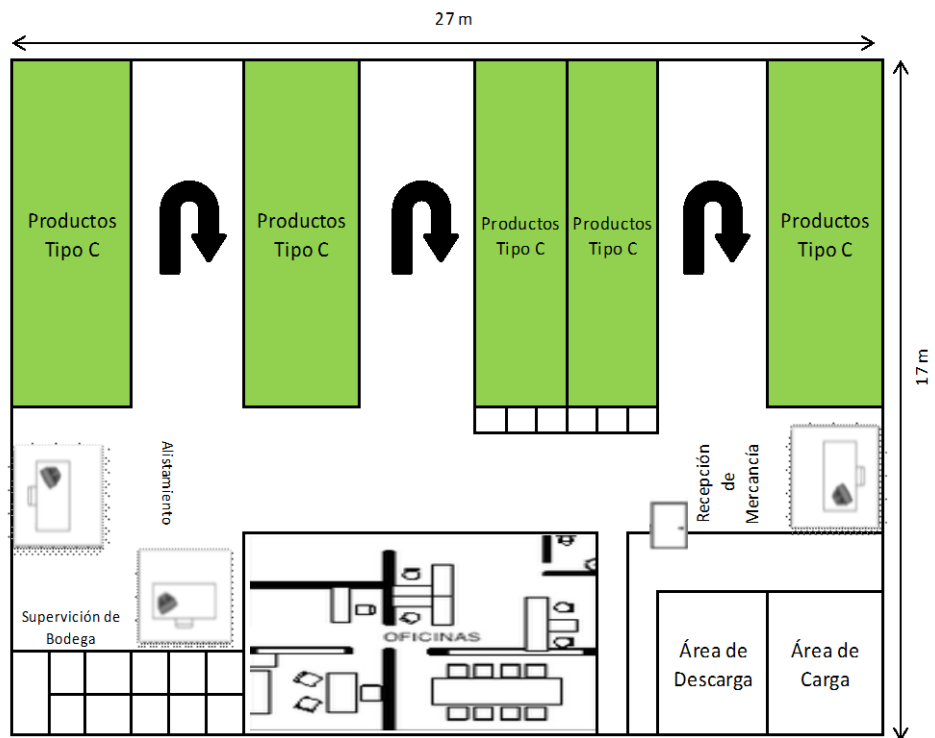 27 m
Productos
Tipo C
Productos
Tipo C
Productos
Tipo C
Productos
Tipo C
Productos
Tipo C
17 m
Alistamiento
Recepción
de
Mercancía
Supervición de
Bodega
OFICINAS
Área de
Descarga
Área de
Carga